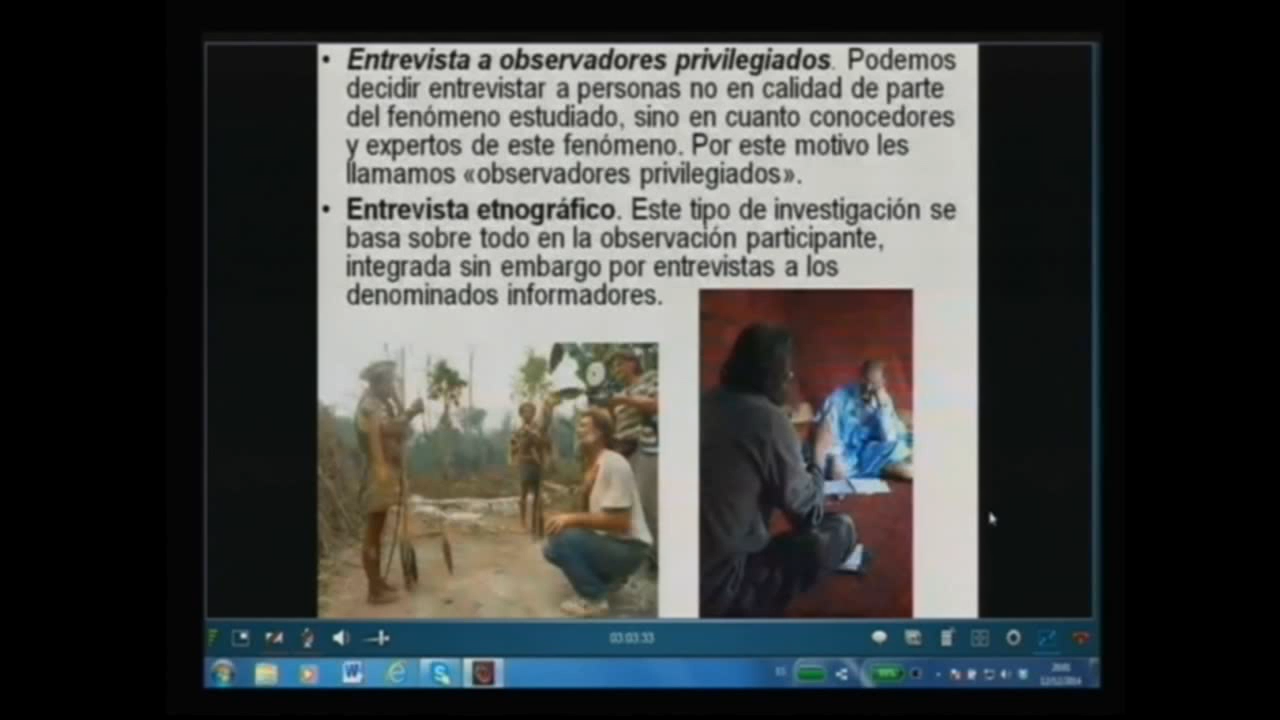 • Entrevista a observadores privilegiados. Podemos
decidir entrevistar a personas no en calidad de parte
del fenómeno estudiado, sino en cuanto conocedores
y expertos de este fenómeno. Por este motivo les
llamamos «observadores privilegiados».
• Entrevista etnográfico. Este tipo de investigación se
basa sobre todo en la observación participante,
integrada sin embargo por entrevistas a los
denominados informadores.
03:03:33
ES